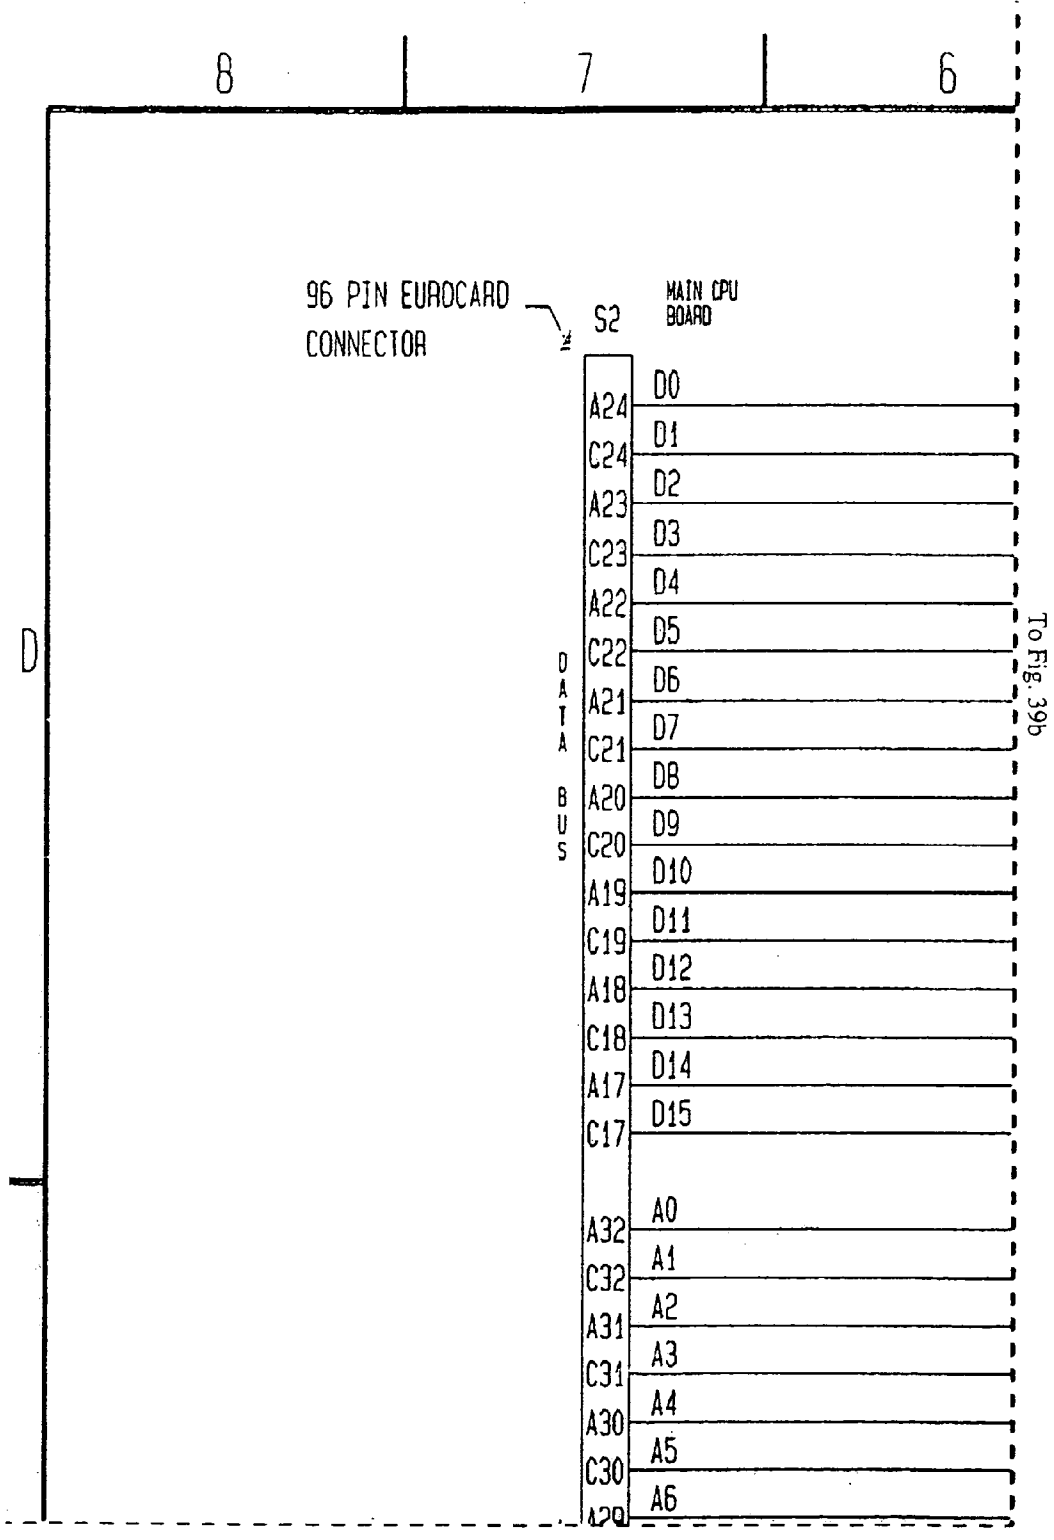 8 7 6
96 PIN EUROCARD
CONNECTOR
S2
MAIN CPU
BOARD
A24 D0
C24 D1
A23 D2
C23 D3
A22 D4
C22 D5
A21 D6
C21 D7
A20 D8
C20 D9
A19 D10
C19 D11
A18 D12
C18 D13
A17 D14
C17 D15
A32 A0
C32 A1
A31 A2
C31 A3
A30 A4
C30 A5
A29 A6
DATA BUS
D
To Fig. 39b